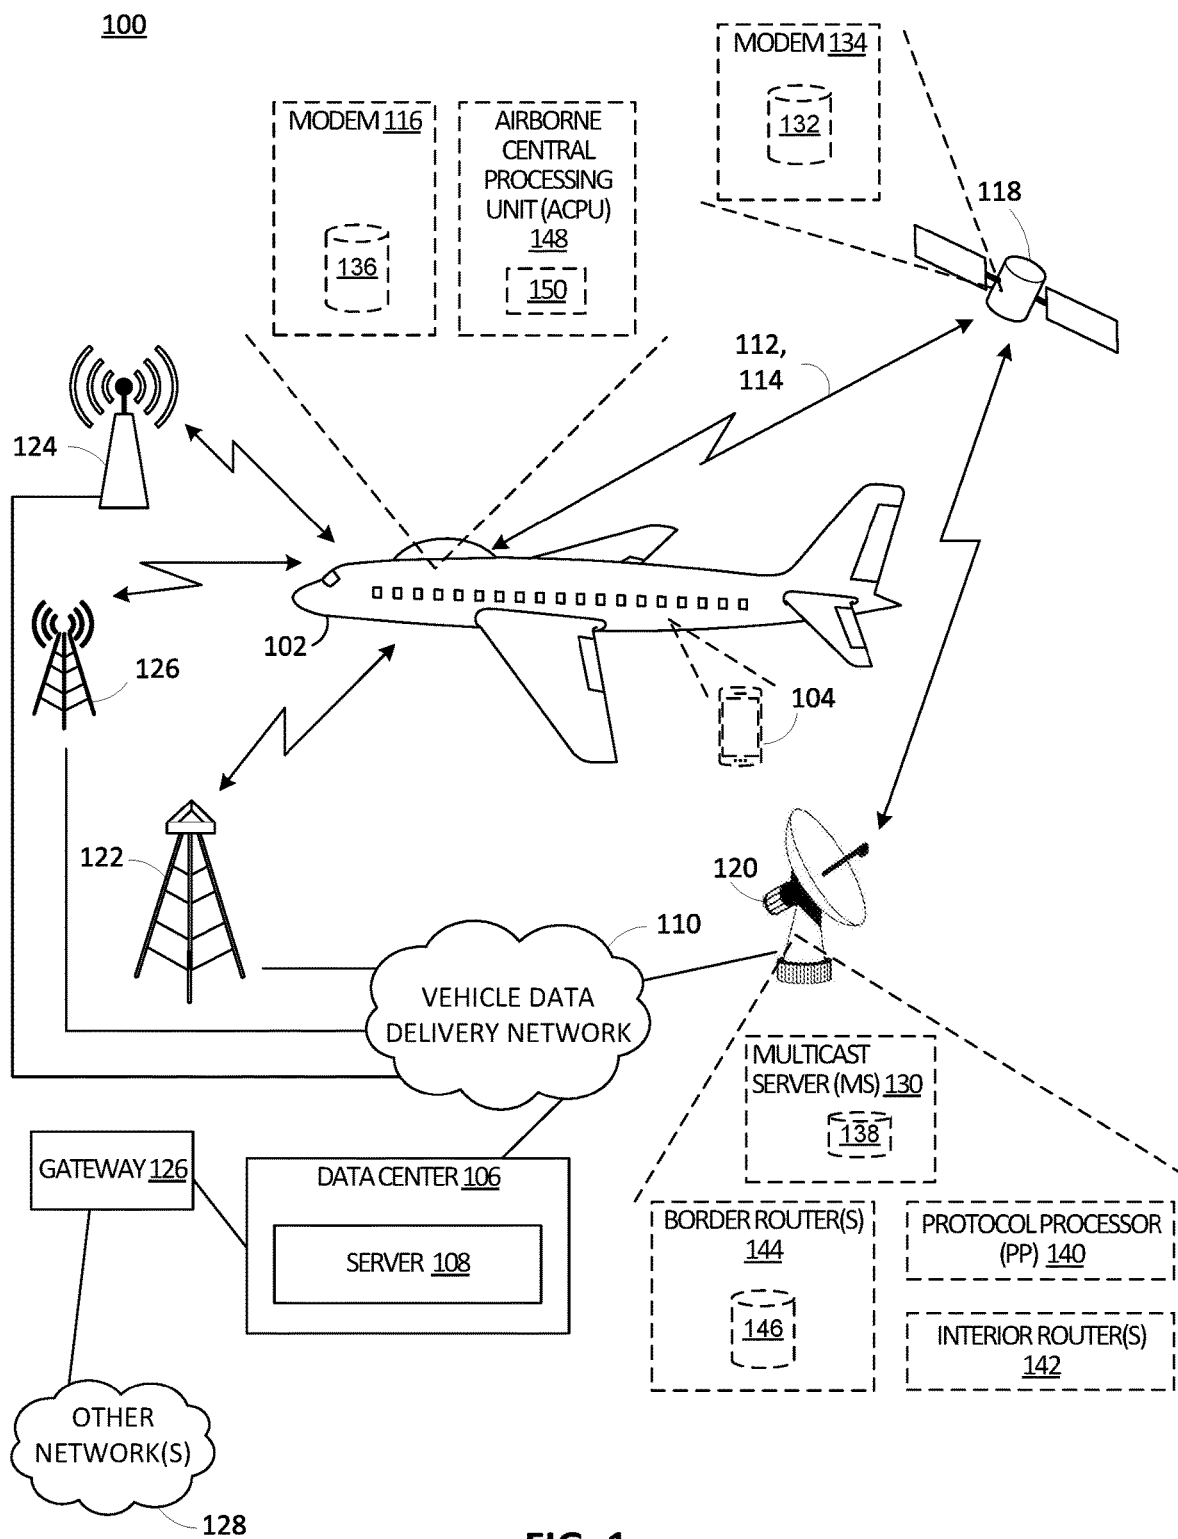 100
MODEM 134
132
MODEM 116
136
AIRBORNE
CENTRAL
PROCESSING
UNIT (ACPU)
148
150
118
112,
114
124
102
126
104
122
120
110
VEHICLE DATA
DELIVERY NETWORK
MULTICAST
SERVER (MS) 130
138
GATEWAY 126
DATA CENTER 106
SERVER 108
BORDER ROUTER(S)
144
146
PROTOCOL PROCESSOR
(PP) 140
INTERIOR ROUTER(S)
142
OTHER
NETWORK(S)
128
FIG. 1